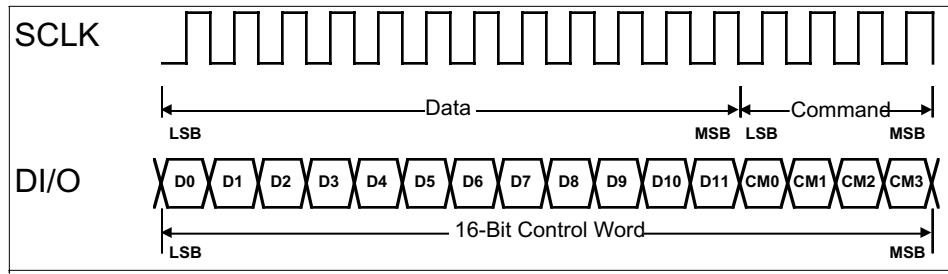 SCLK
Data Command
LSB MSB LSB MSB
DI/O D0 D1 D2 D3 D4 D5 D6 D7 D8 D9 D10 D11 CM0 CM1 CM2 CM3
16-Bit Control Word
LSB MSB